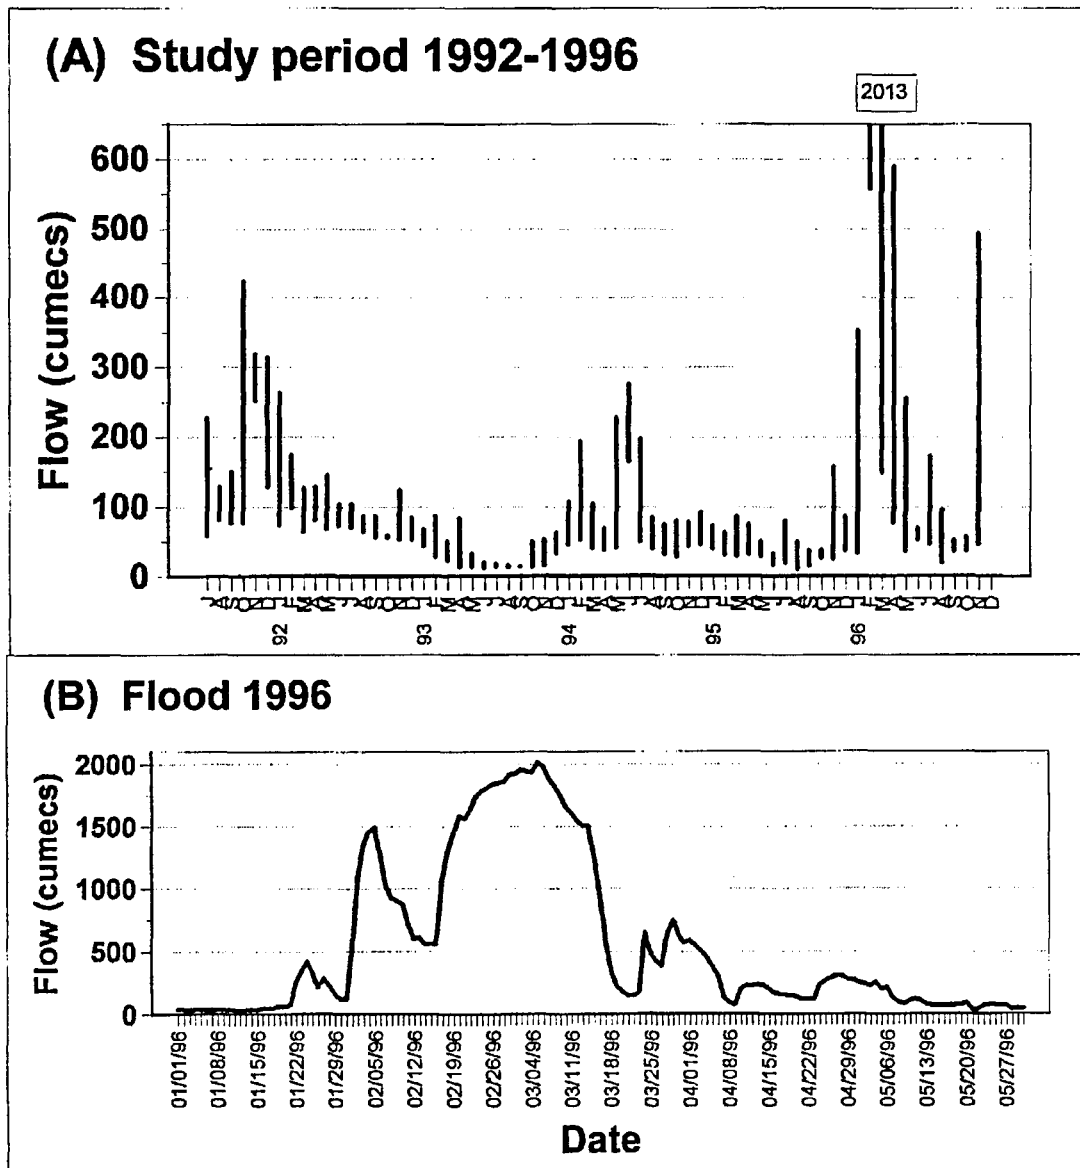 (A) Study period 1992-1996
2013
Flow (cumecs)
600
500
400
300
200
100
0
J A S O N D 92 F M A M J J A S O N D 93 F M A M J J A S O N D 94 F M A M J J A S O N D 95 F M A M J J A S O N D 96 F M A M J J A S O N D
(B) Flood 1996
Flow (cumecs)
2000
1500
1000
500
0
01/01/96 01/08/96 01/15/96 01/22/96 01/29/96 02/05/96 02/12/96 02/19/96 02/26/96 03/04/96 03/11/96 03/18/96 03/25/96 04/01/96 04/08/96 04/15/96 04/22/96 04/29/96 05/06/96 05/13/96 05/20/96 05/27/96
Date